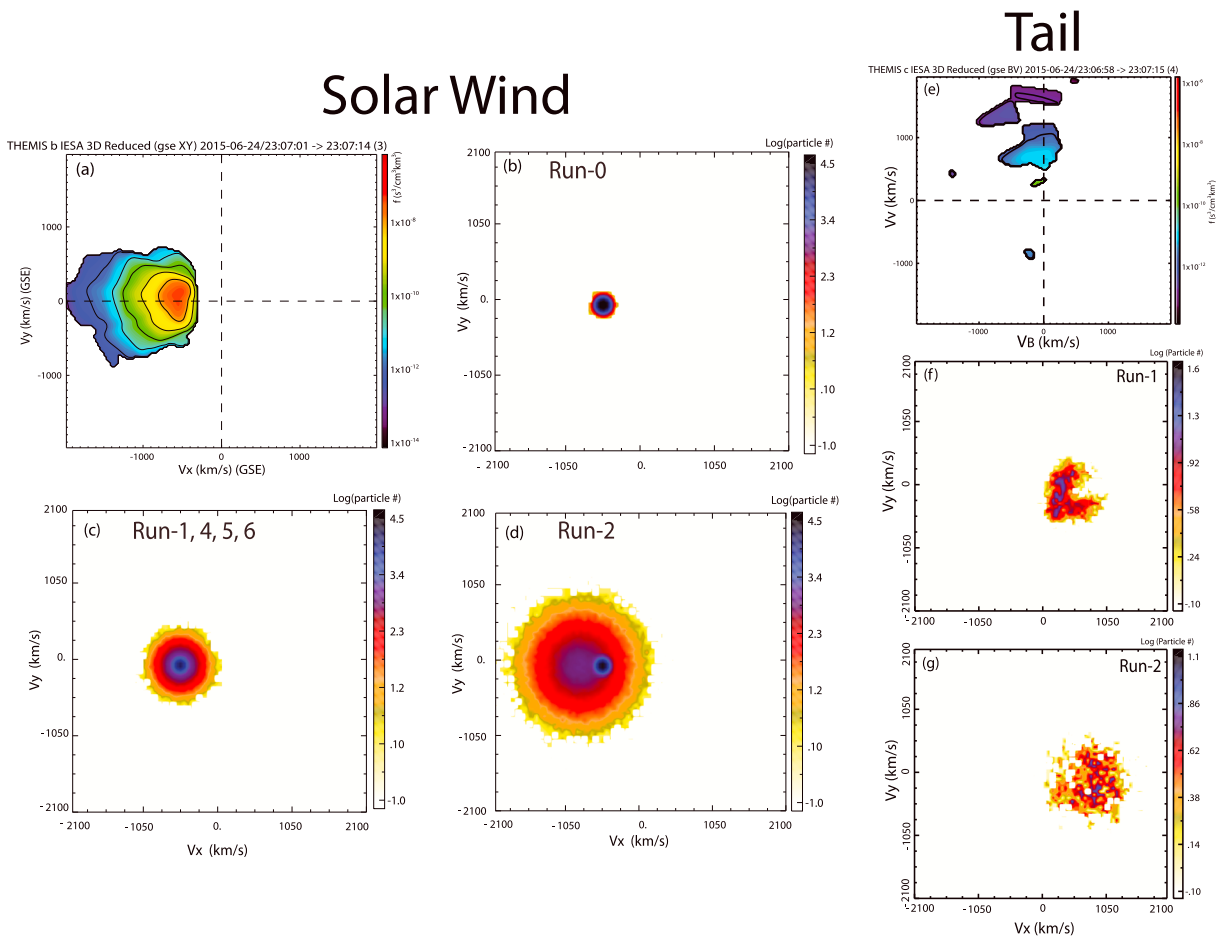 Solar Wind
Tail
THEMIS b IESA 3D Reduced (gse XY) 2015-06-24/23:07:01 -> 23:07:14 (3)
(a)
1000
0
-1000
Vy (km/s) (GSE)
-1000
0
1000
Vx (km/s) (GSE)
f (s³/cm³km³)
1x10⁻⁸
1x10⁻¹⁰
1x10⁻¹²
1x10⁻¹⁴
Log(particle #)
(b)
Run-0
2100
1050
0.
-1050
-2100
Vy (km/s)
-2100
-1050
0.
1050
2100
4.5
3.4
2.3
1.2
.10
-1.0
Log(particle #)
(c)
Run-1, 4, 5, 6
2100
1050
0.
-1050
-2100
Vy (km/s)
-2100
-1050
0.
1050
2100
Vx (km/s)
4.5
3.4
2.3
1.2
.10
-1.0
Log(particle #)
(d)
Run-2
2100
1050
0.
-1050
-2100
Vy (km/s)
-2100
-1050
0.
1050
2100
Vx (km/s)
4.5
3.4
2.3
1.2
.10
-1.0
THEMIS c IESA 3D Reduced (gse BV) 2015-06-24/23:06:58 -> 23:07:15 (4)
(e)
1000
0
-1000
Vv (km/s)
-1000
0
1000
VB (km/s)
1x10⁻⁶
1x10⁻⁸
1x10⁻¹⁰
1x10⁻¹²
f (s³/cm³km³)
Log (Particle #)
(f)
Run-1
2100
1050
0
-1050
-2100
Vy (km/s)
-2100
-1050
0
1050
2100
1.6
1.3
.92
.58
.24
-.10
Log (Particle #)
(g)
Run-2
2100
1050
0
-1050
-2100
Vy (km/s)
-2100
-1050
0
1050
2100
Vx (km/s)
1.1
.86
.62
.38
.14
-.10